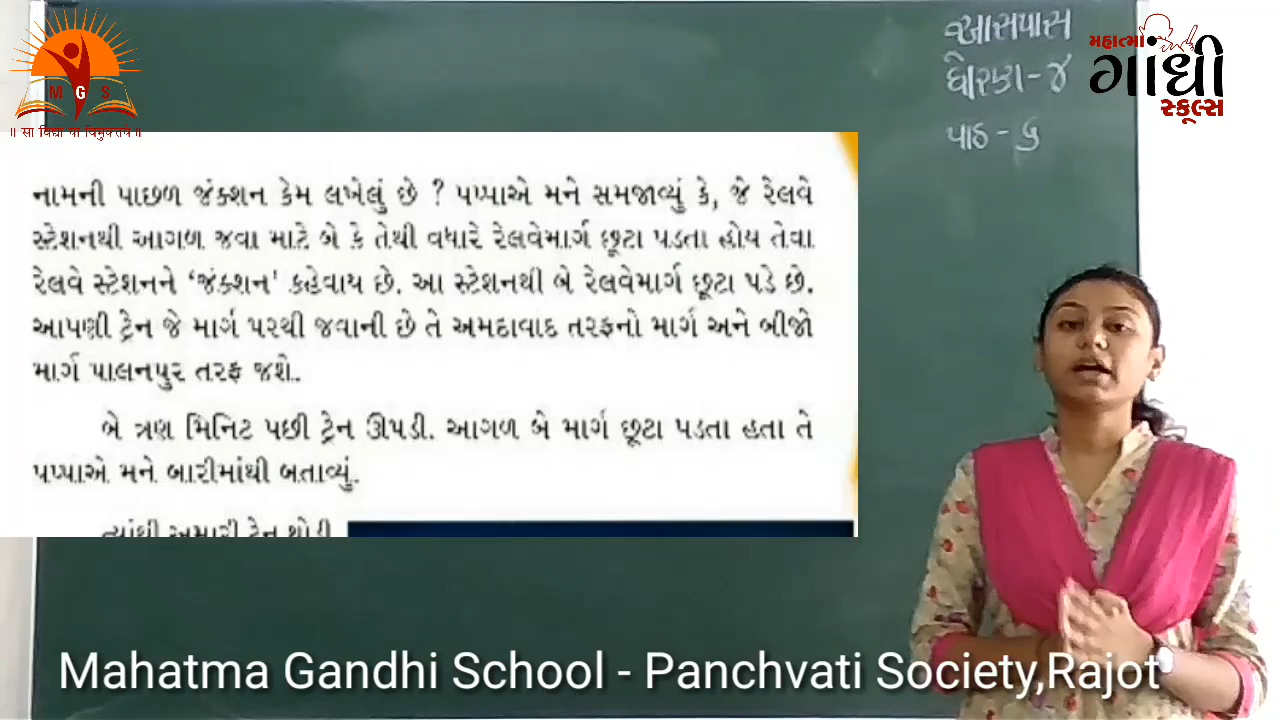 M G S
॥ सा विद्या या विमुक्तये ॥
આસપાસ
ધોરણ - ૪
પાઠ - ૬
મહાત્મા
ગાંધી
સ્કૂલ્સ
નામની પાછળ જંક્શન કેમ લખેલું છે ? પપ્પાએ મને સમજાવ્યું કે, જે રેલવે
સ્ટેશનથી આગળ જવા માટે બે કે તેથી વધારે રેલવેમાર્ગ છૂટા પડતા હોય તેવા
રેલવે સ્ટેશનને ‘જંક્શન' કહેવાય છે. આ સ્ટેશનથી બે રેલવેમાર્ગ છૂટા પડે છે.
આપણી ટ્રેન જે માર્ગ પરથી જવાની છે તે અમદાવાદ તરફનો માર્ગ અને બીજો
માર્ગ પાલનપુર તરફ જશે.
બે ત્રણ મિનિટ પછી ટ્રેન ઊપડી. આગળ બે માર્ગ છૂટા પડતા હતા તે
પપ્પાએ મને બારીમાંથી બતાવ્યું.
ત્યાંથી અમારી ટ્રેન થોડી
Mahatma Gandhi School - Panchvati Society,Rajot